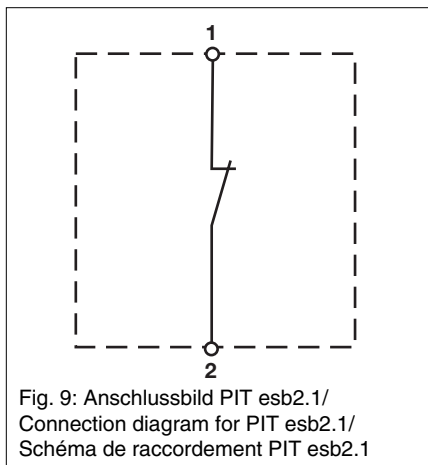 1
2
Fig. 9: Anschlussbild PIT esb2.1/
Connection diagram for PIT esb2.1/
Schéma de raccordement PIT esb2.1